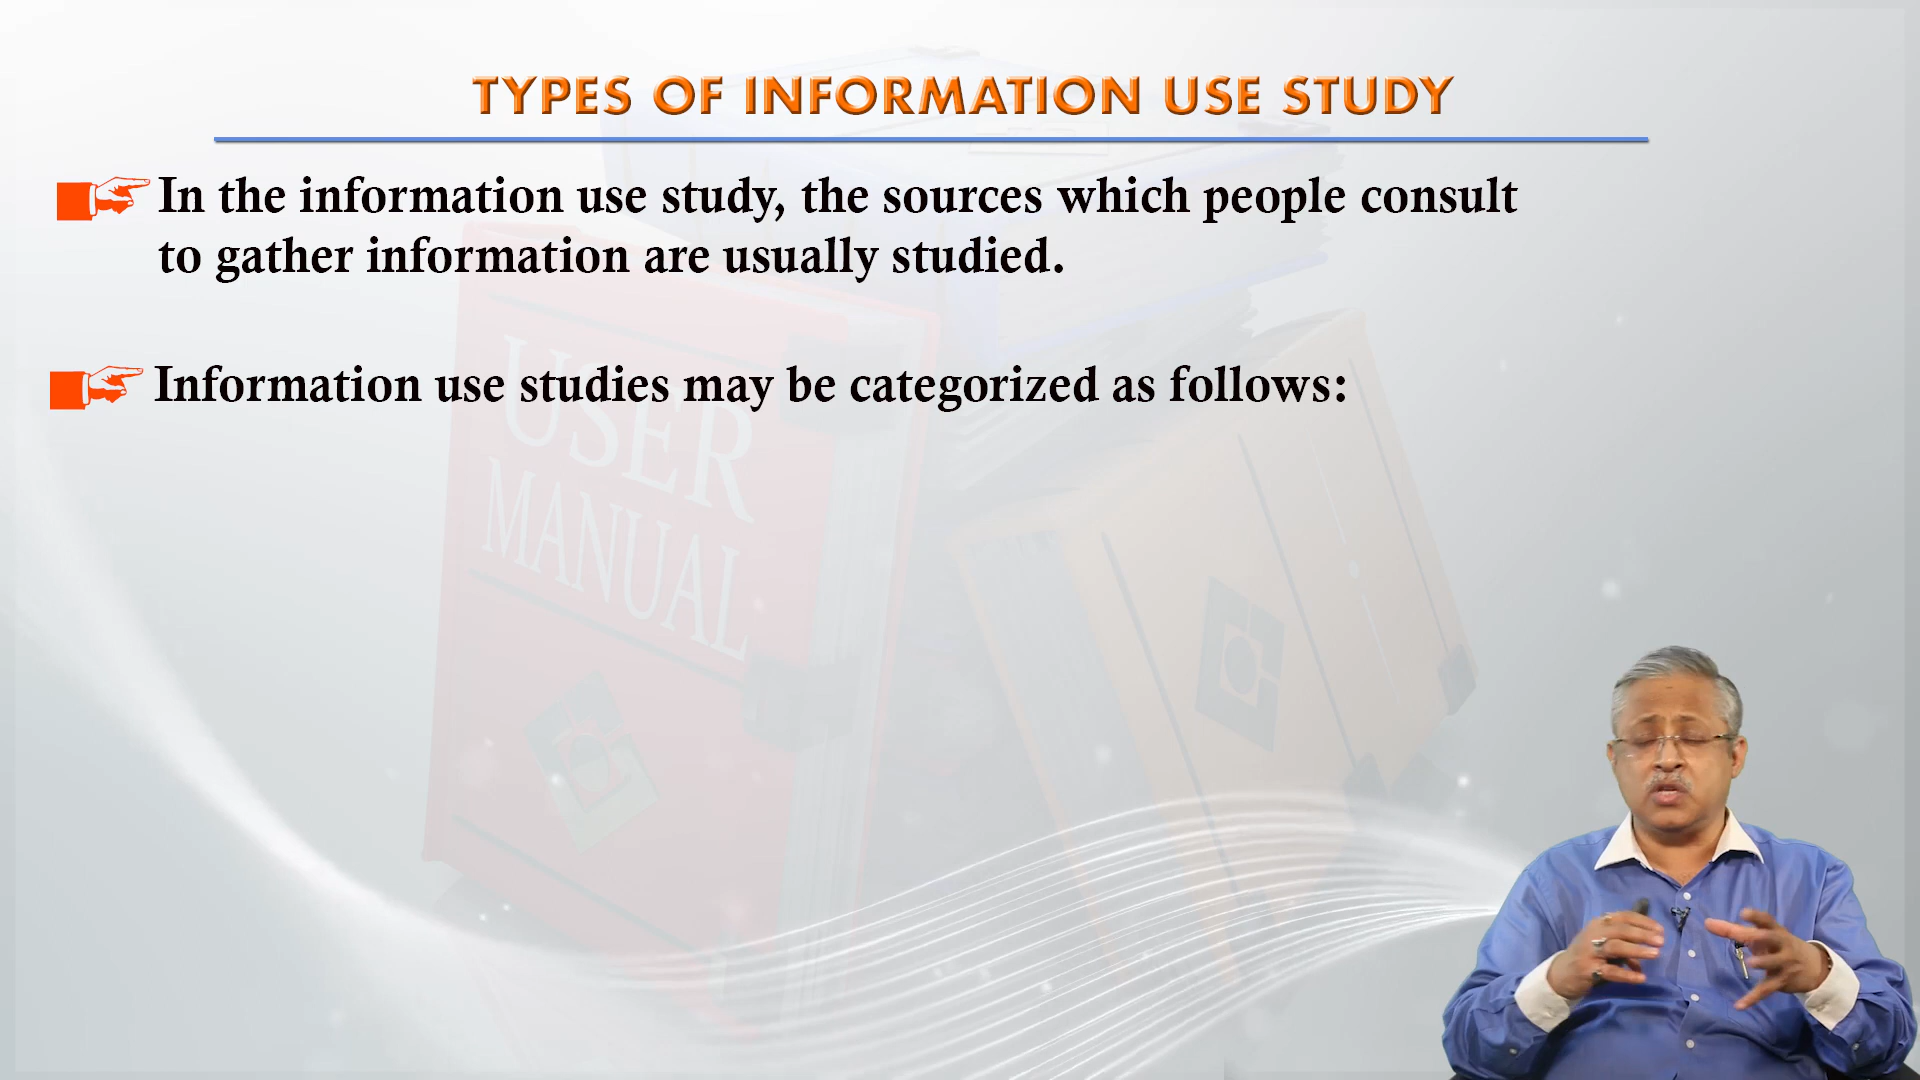 TYPES OF INFORMATION USE STUDY
In the information use study, the sources which people consult
to gather information are usually studied.
Information use studies may be categorized as follows:
USER
MANUAL